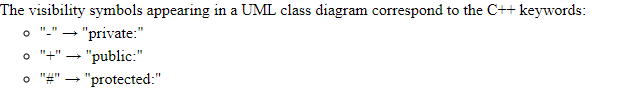 The visibility symbols appearing in a UML class diagram correspond to the C++ keywords:
○ "-" → "private:"
○ "+" → "public:"
○ "#" → "protected:"